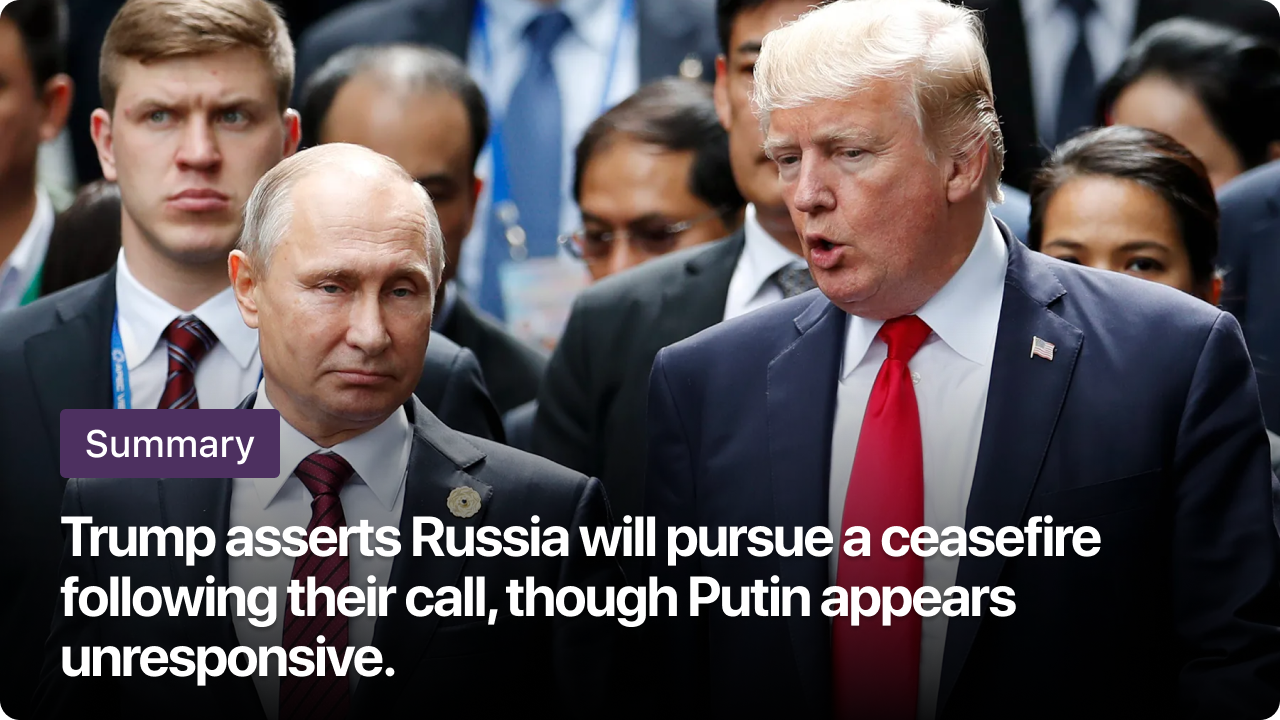 Summary
Trump asserts Russia will pursue a ceasefire
following their call, though Putin appears
unresponsive.